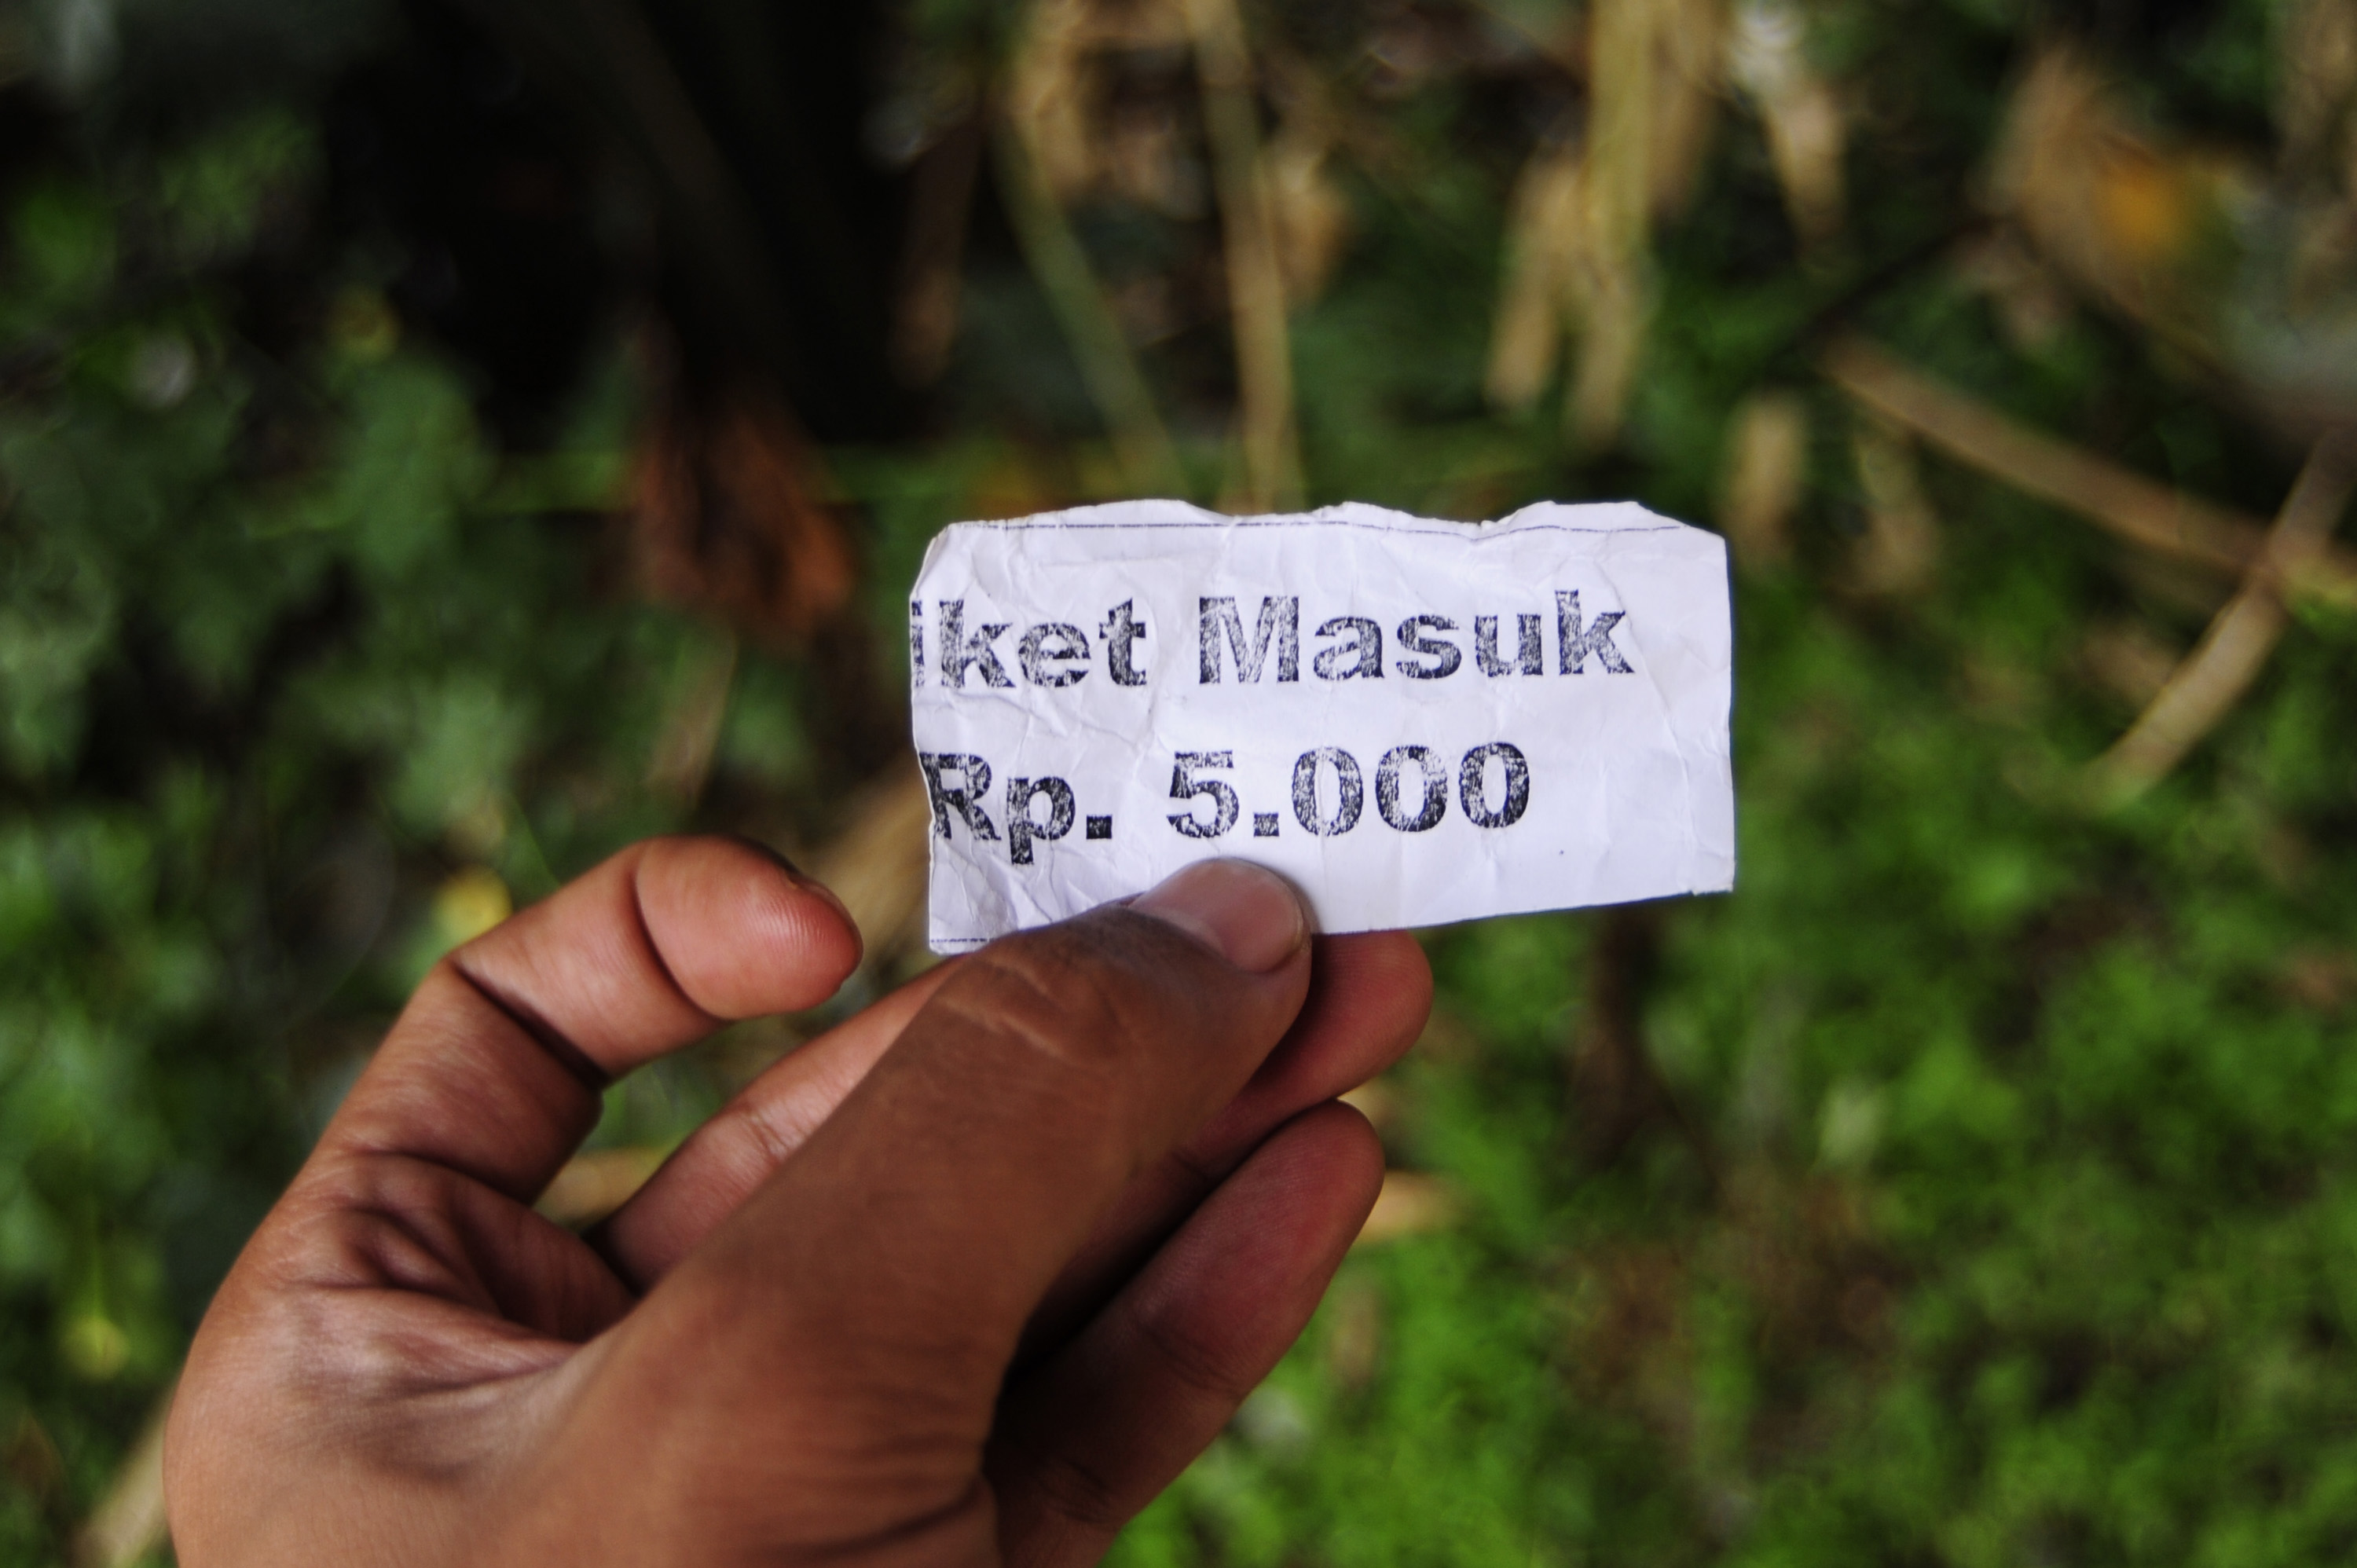 iket Masuk
Rp. 5.000